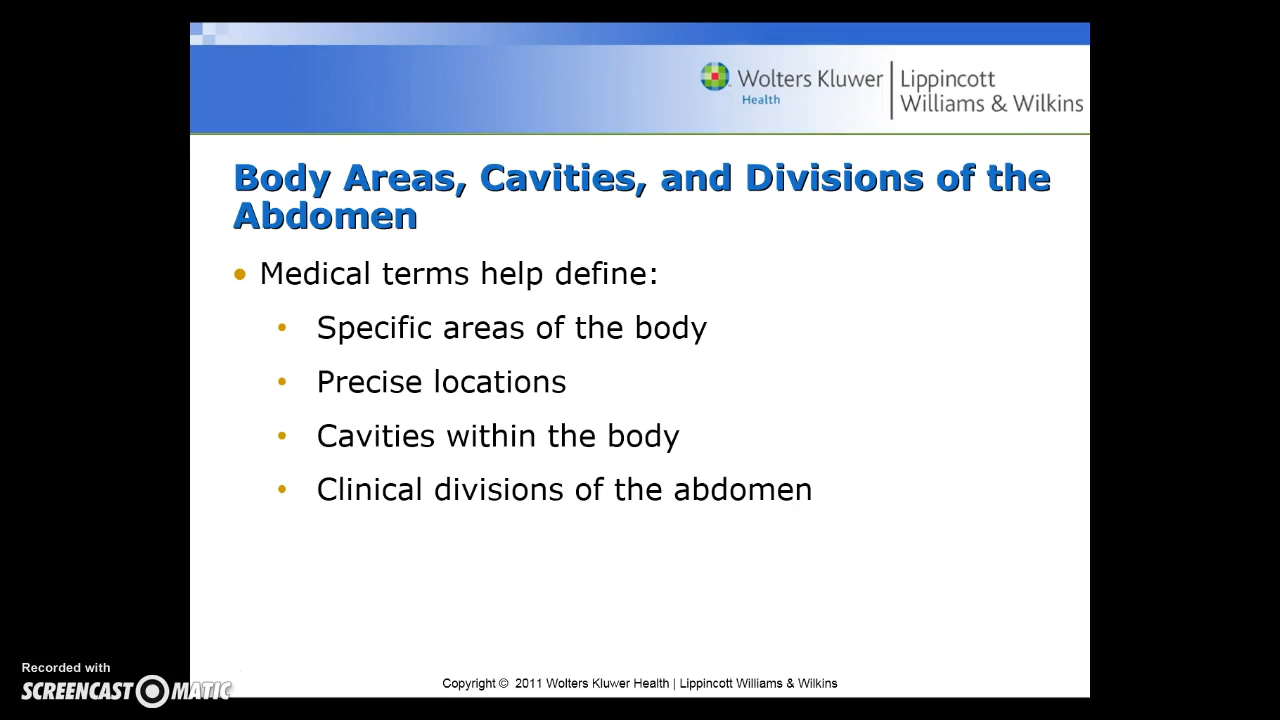 Wolters Kluwer
Health
Lippincott
Williams & Wilkins
Body Areas, Cavities, and Divisions of the
Abdomen
• Medical terms help define:
• Specific areas of the body
• Precise locations
• Cavities within the body
• Clinical divisions of the abdomen
Copyright © 2011 Wolters Kluwer Health | Lippincott Williams & Wilkins
Recorded with
SCREENCAST-O-MATIC